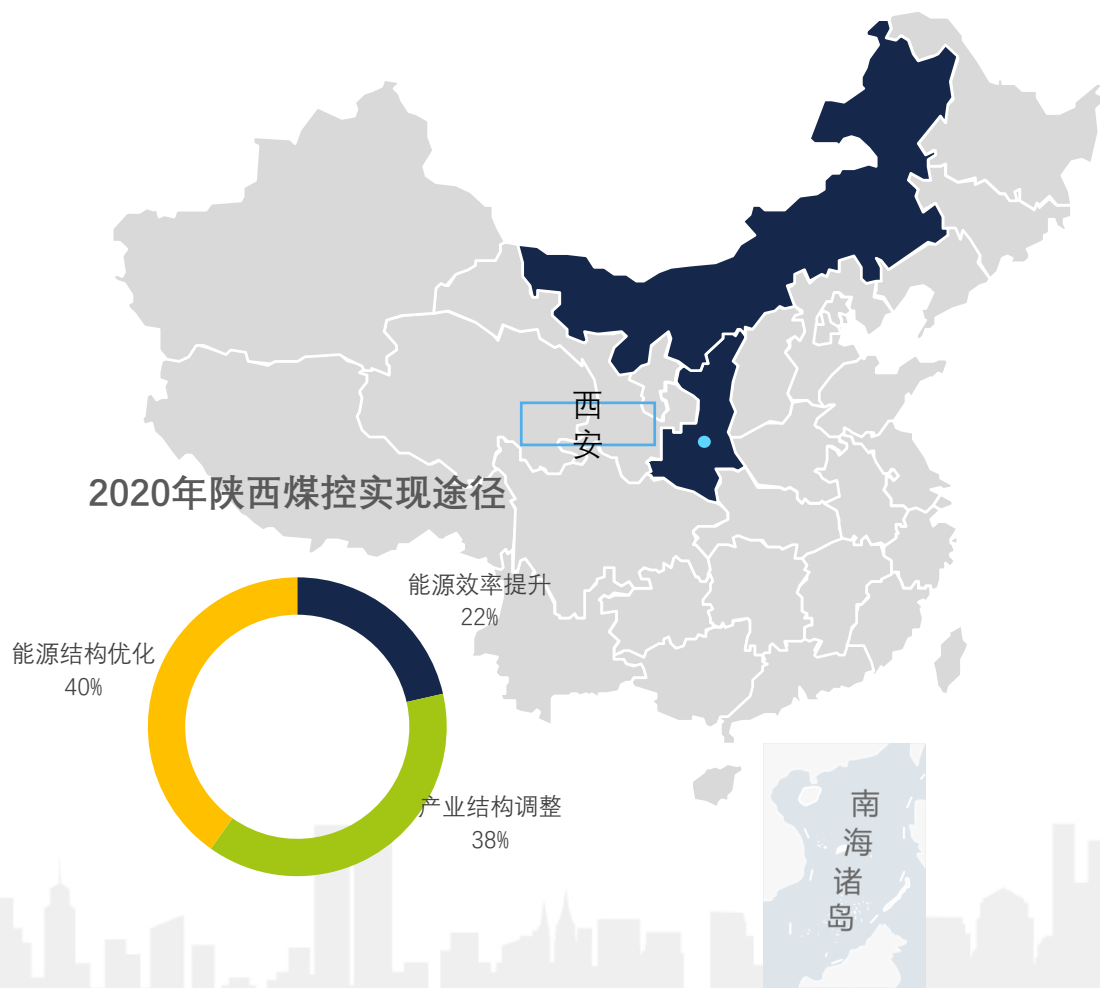 西
安
2020年陕西煤控实现途径
能源效率提升
22%
能源结构优化
40%
产业结构调整
38%
南
海
诸
岛